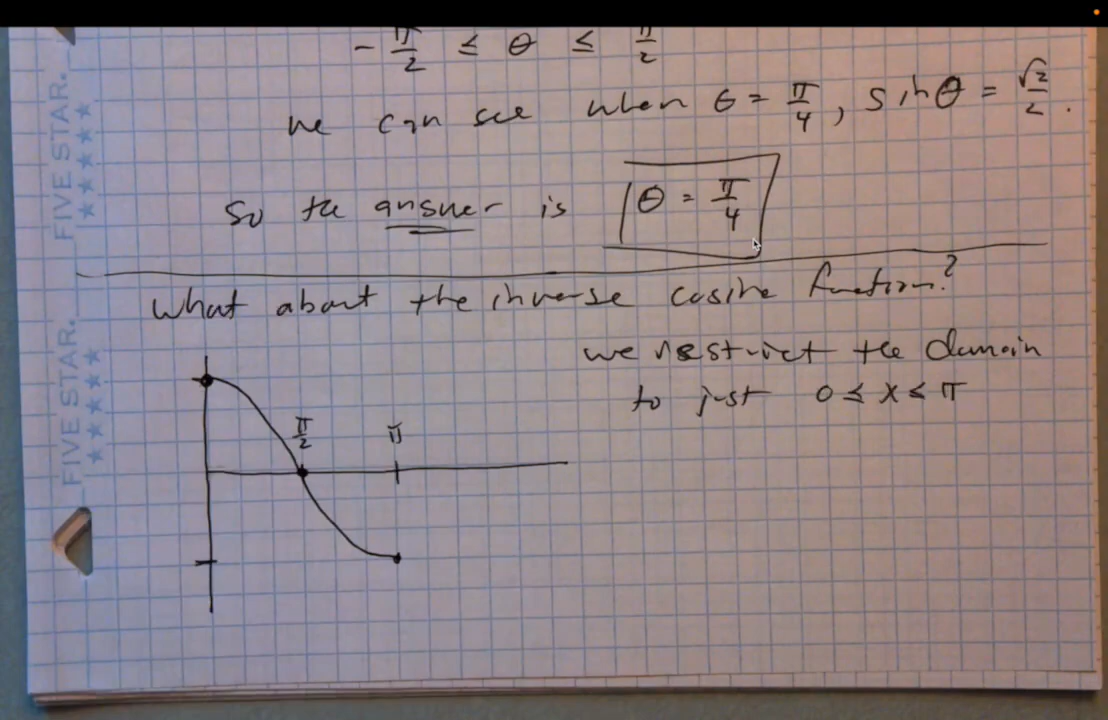 - π/2 ≤ θ ≤ π/2
we can see when θ = π/4, sinθ = √2/2.
So the answer is θ = π/4
What about the inverse cosine function?
we restrict the domain
to just 0 ≤ x ≤ π
π/2 π
FIVE STAR.
FIVE STAR.